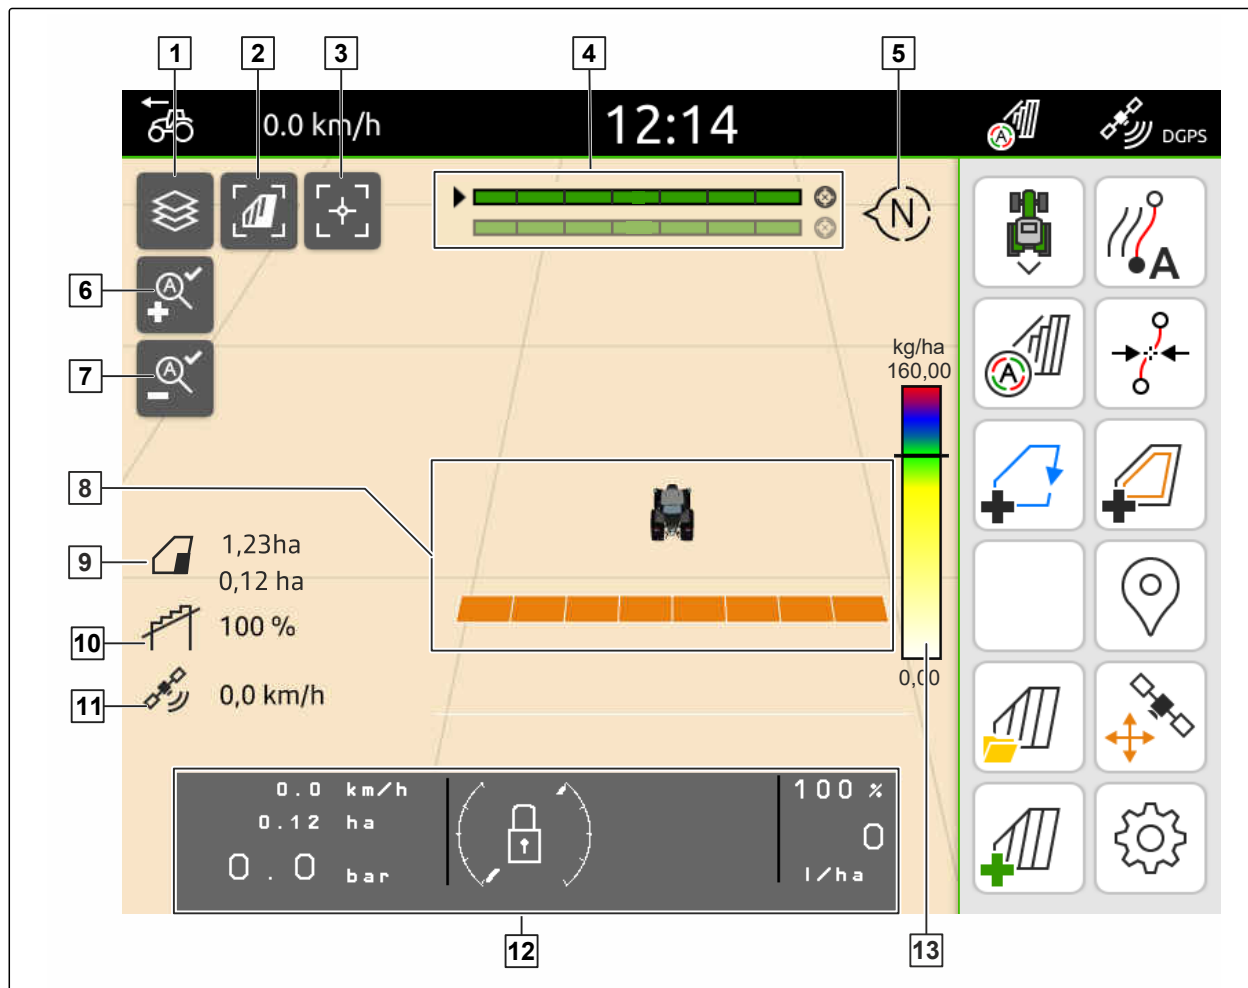 1 2 3 4 5
0.0 km/h 12:14 DGPS
N
A
6 A
7 A
kg/ha
160,00
A
8
9 1,23ha
0,12 ha
10 100 %
11 0,0 km/h
0,00
0.0 km/h
0.12 ha
0.0 bar
100 %
0
l/ha
12 13